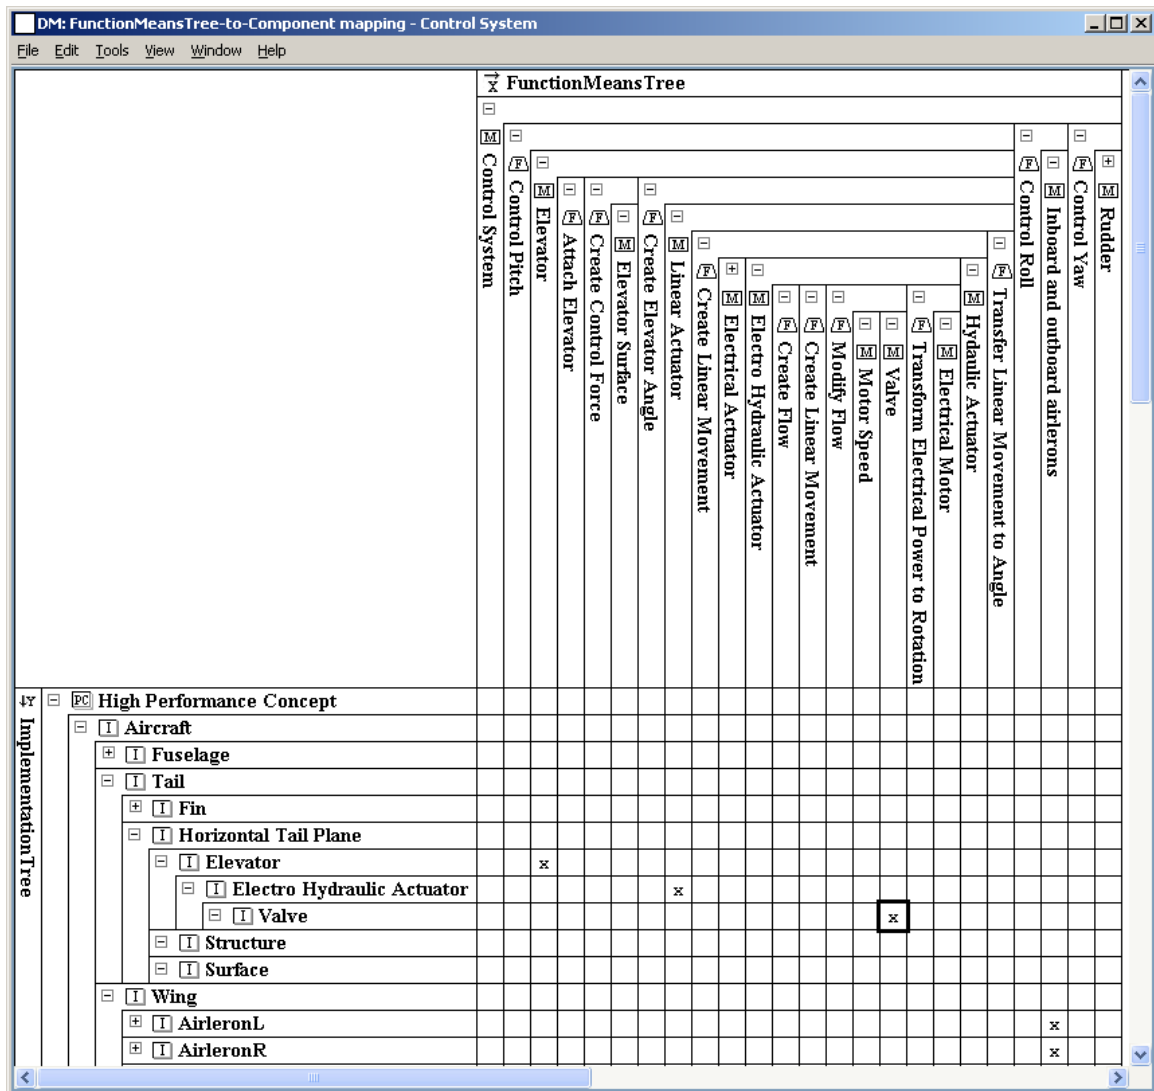 DM: FunctionMeansTree-to-Component mapping - Control System
File Edit Tools View Window Help
X FunctionMeansTree
M Control System
F Control Pitch
M Elevator
F Attach Elevator
F Create Control Force
M Elevator Surface
F Create Elevator Angle
M Linear Actuator
F Create Linear Movement
M Electrical Actuator
M Electro Hydraulic Actuator
F Create Flow
F Create Linear Movement
F Modify Flow
M Motor Speed
M Valve
F Transform Electrical Power to Rotation
M Electrical Motor
M Hydaulic Actuator
F Transfer Linear Movement to Angle
F Control Roll
M Inboard and outboard airlerons
F Control Yaw
M Rudder
↓Y ImplementationTree
PC High Performance Concept
I Aircraft
I Fuselage
I Tail
I Fin
I Horizontal Tail Plane
I Elevator x
I Electro Hydraulic Actuator x
I Valve x
I Structure
I Surface
I Wing
I AirleronL x
I AirleronR x